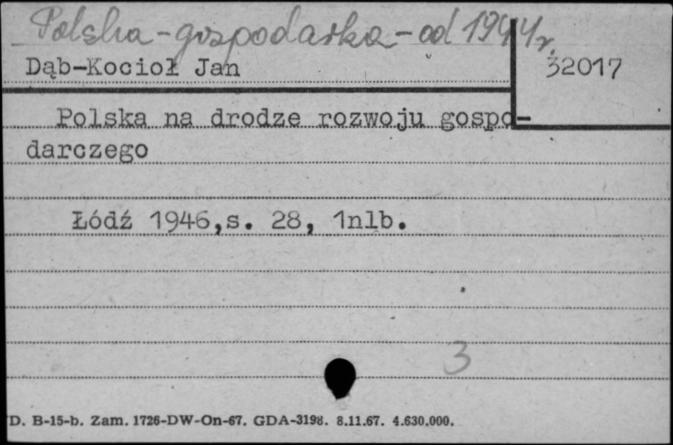 Polska - gospodarka - od 1944 r.
Dąb-Kocioł Jan
32017
Polska na drodze rozwoju gospo-
darczego
Łódź 1946,s. 28, 1nlb.
3
D. B-15-b. Zam. 1726-DW-On-67. GDA-3198. 8.11.67. 4.630.000.